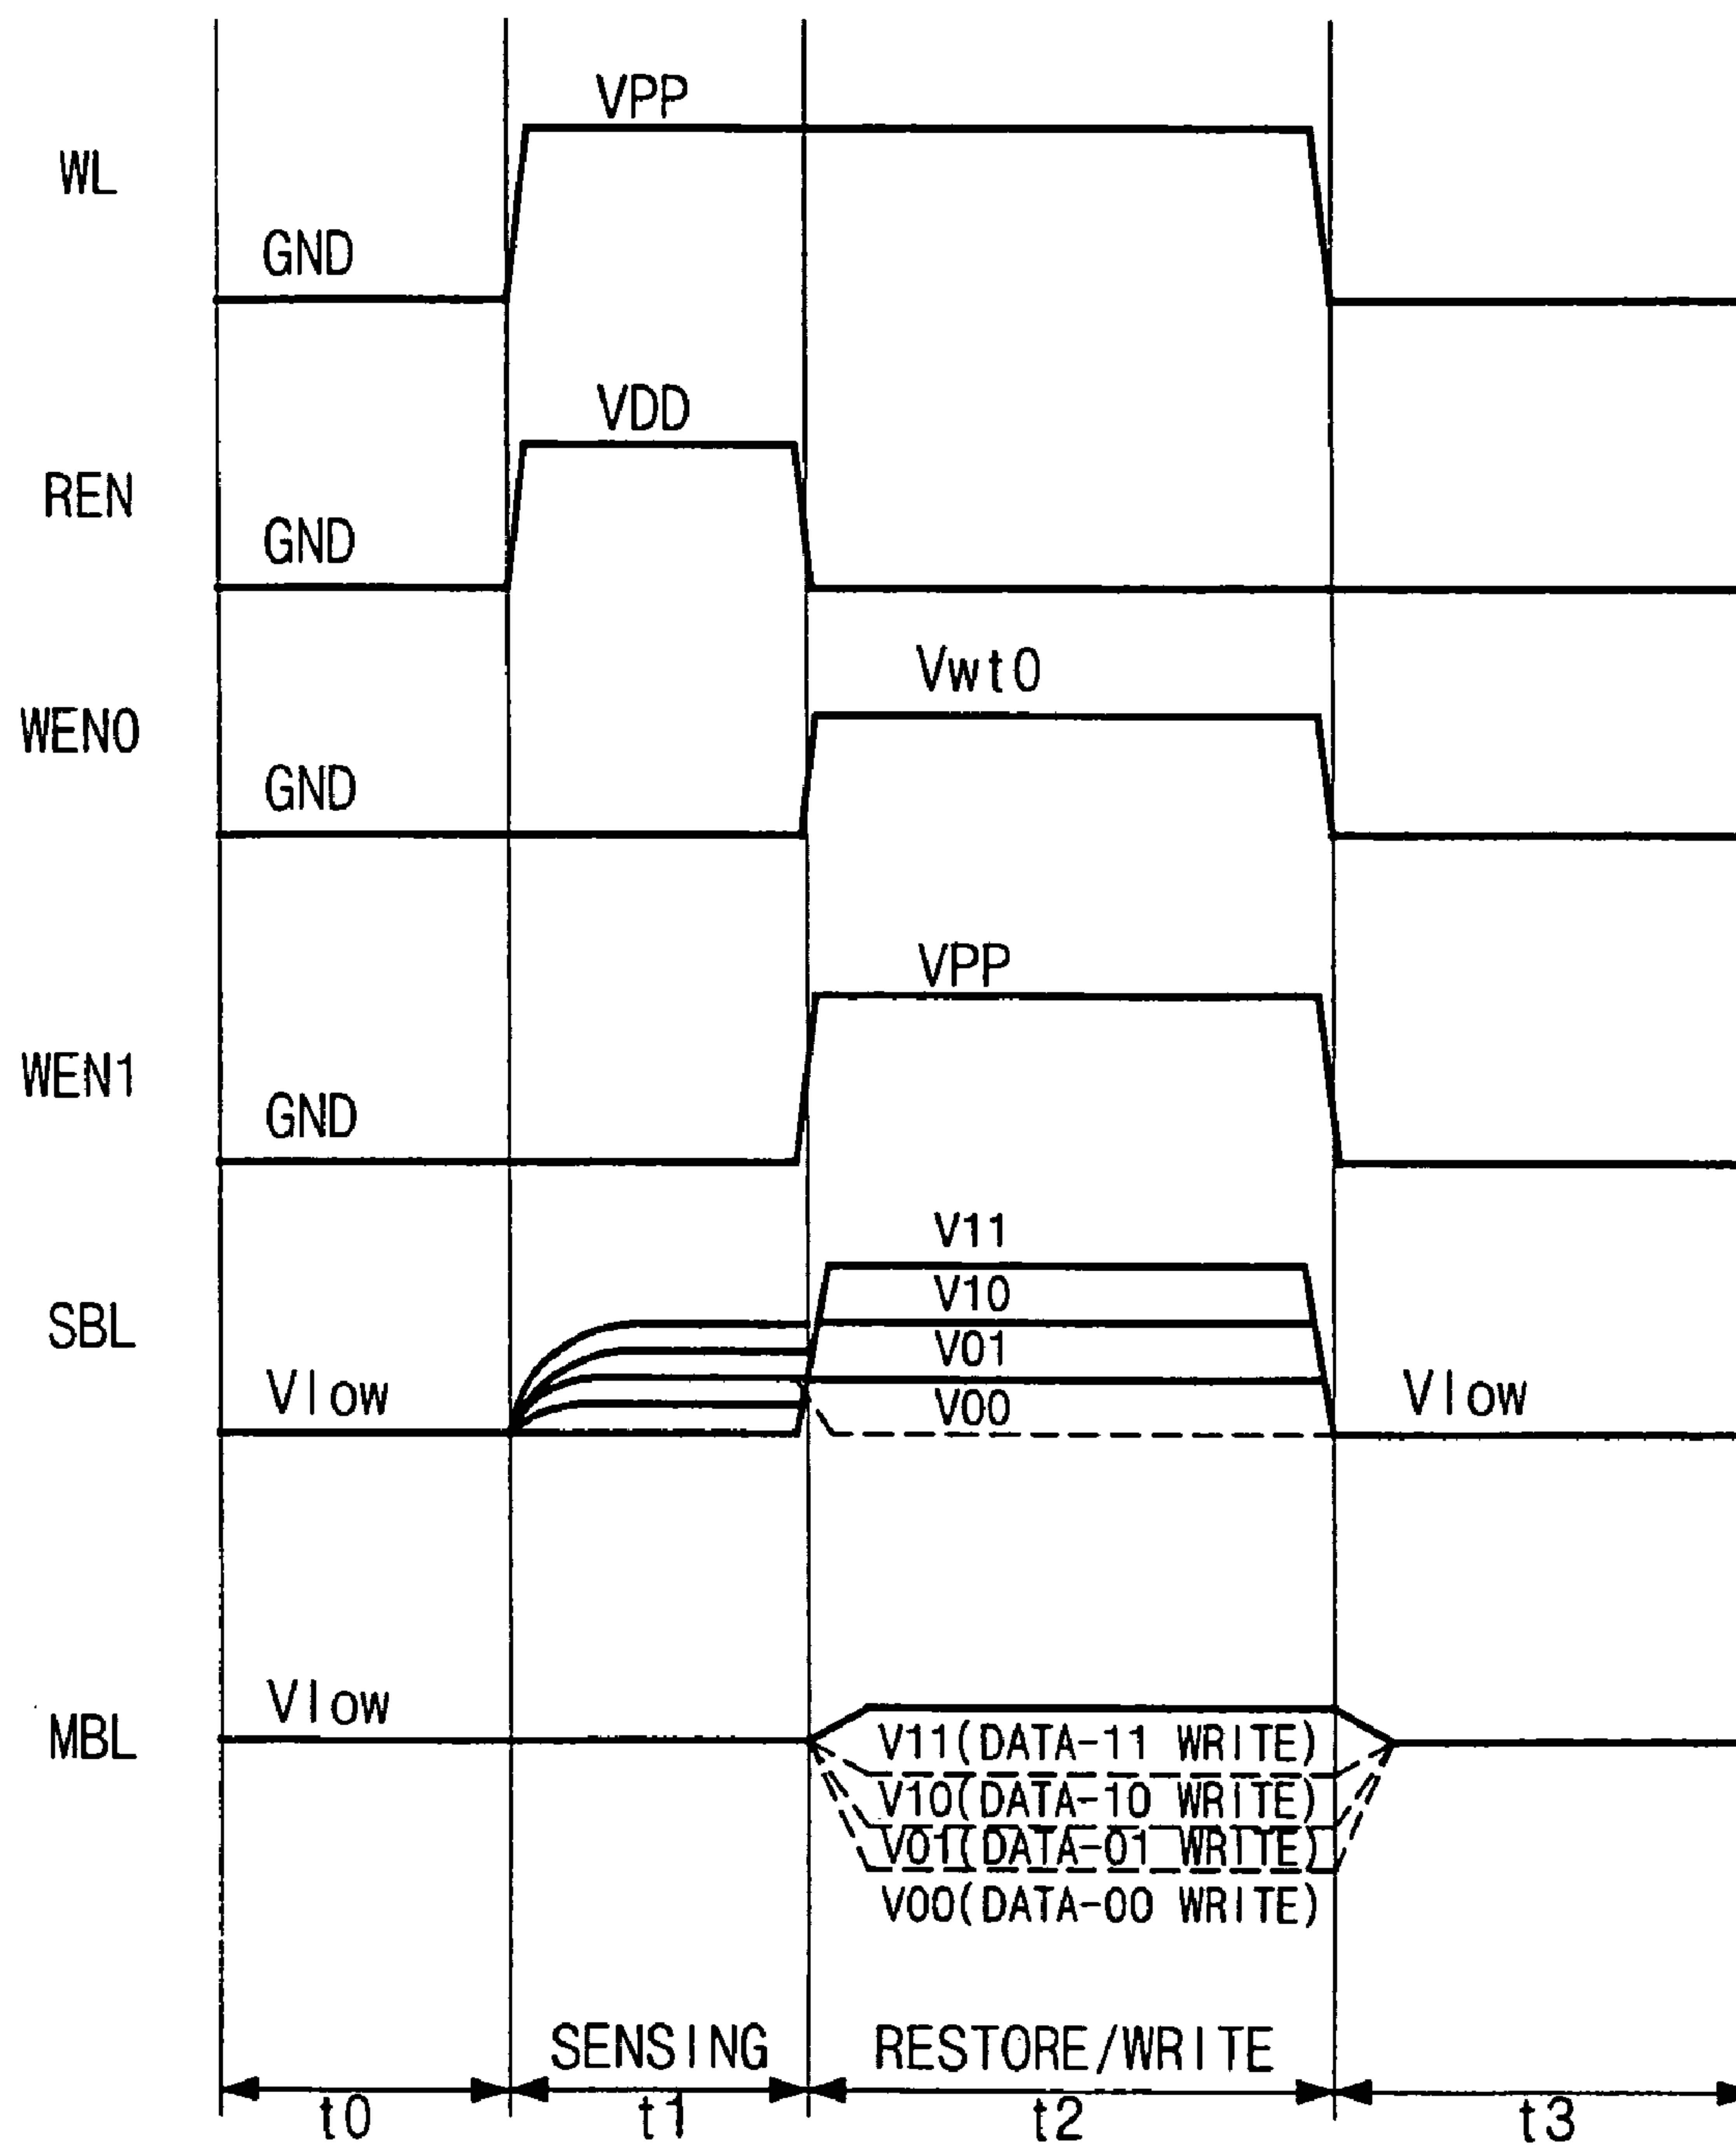 VPP
WL
GND
VDD
REN
GND
Vwt0
WEN0
GND
VPP
WEN1
GND
V11
V10
SBL
V01
Vlow
V00
Vlow
Vlow
MBL
V11(DATA-11 WRITE)
V10(DATA-10 WRITE)
V01(DATA-01 WRITE)
V00(DATA-00 WRITE)
SENSING RESTORE/WRITE
t0 t1 t2 t3